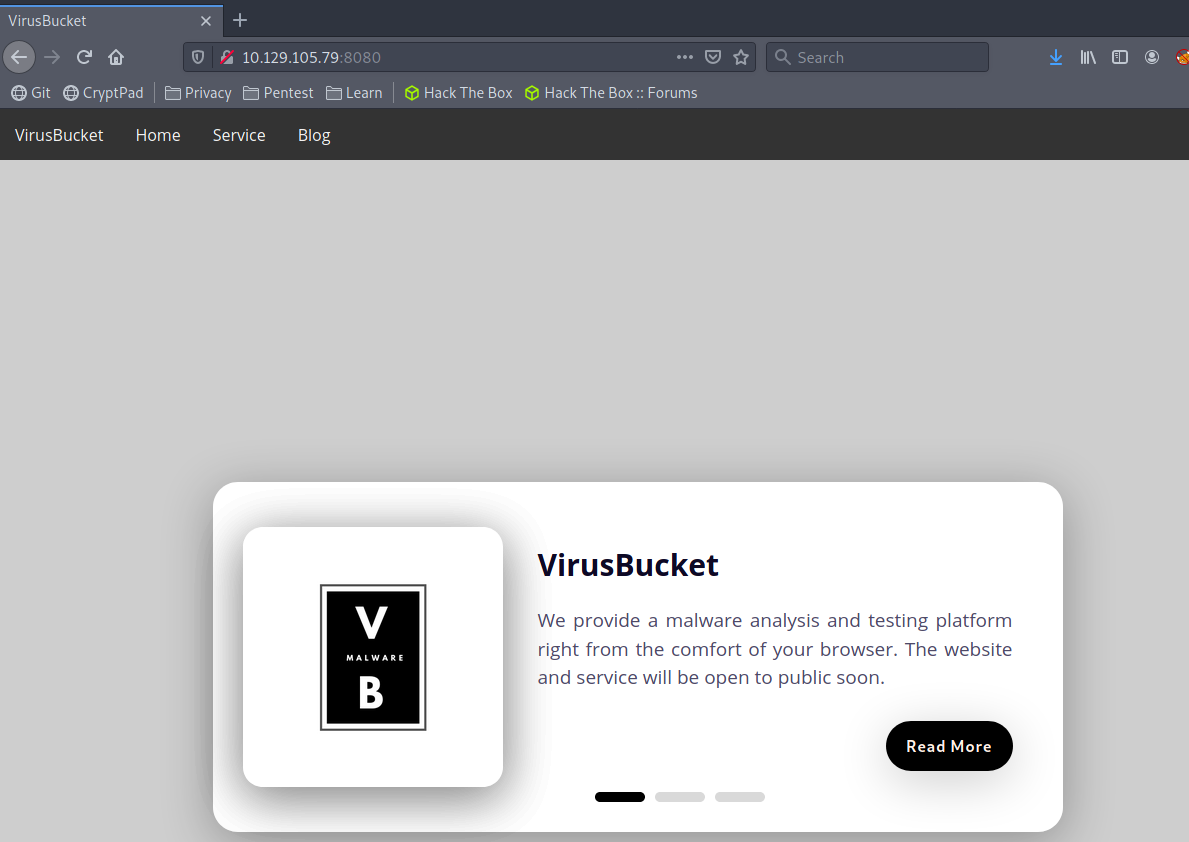 VirusBucket
10.129.105.79:8080
Search
Git CryptPad Privacy Pentest Learn Hack The Box Hack The Box :: Forums
VirusBucket Home Service Blog
V
MALWARE
B
VirusBucket
We provide a malware analysis and testing platform
right from the comfort of your browser. The website
and service will be open to public soon.
Read More